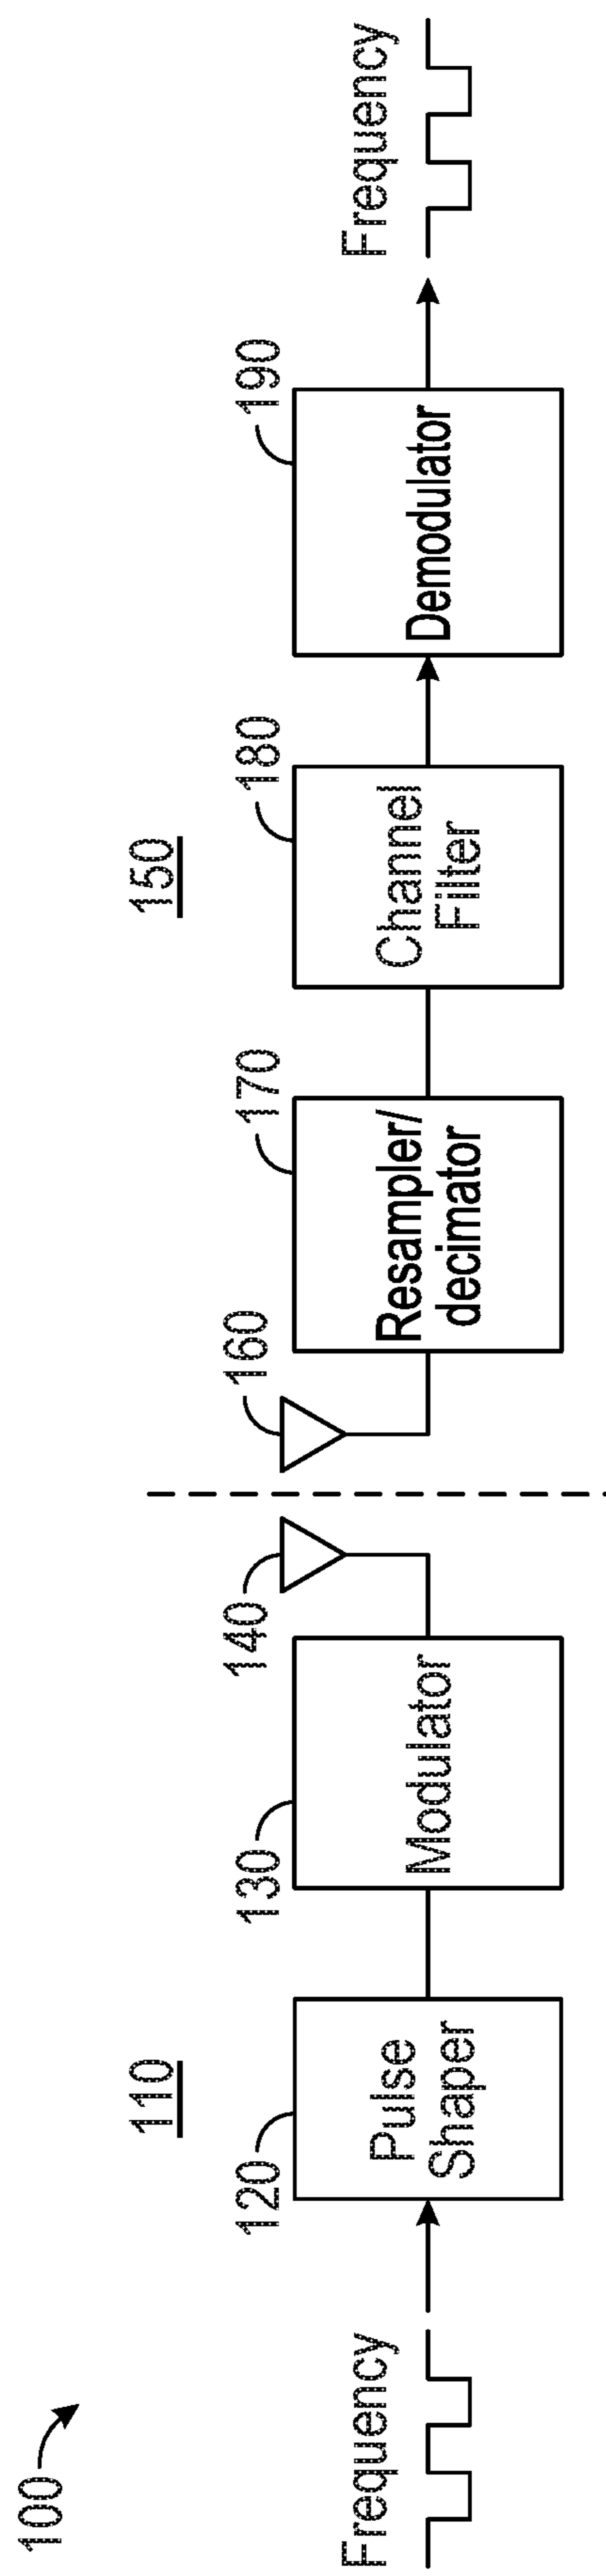 100
110
150
120
130
140
160
170
180
190
Frequency
Pulse
Shaper
Modulator
Resampler/
decimator
Channel
Filter
Demodulator
Frequency